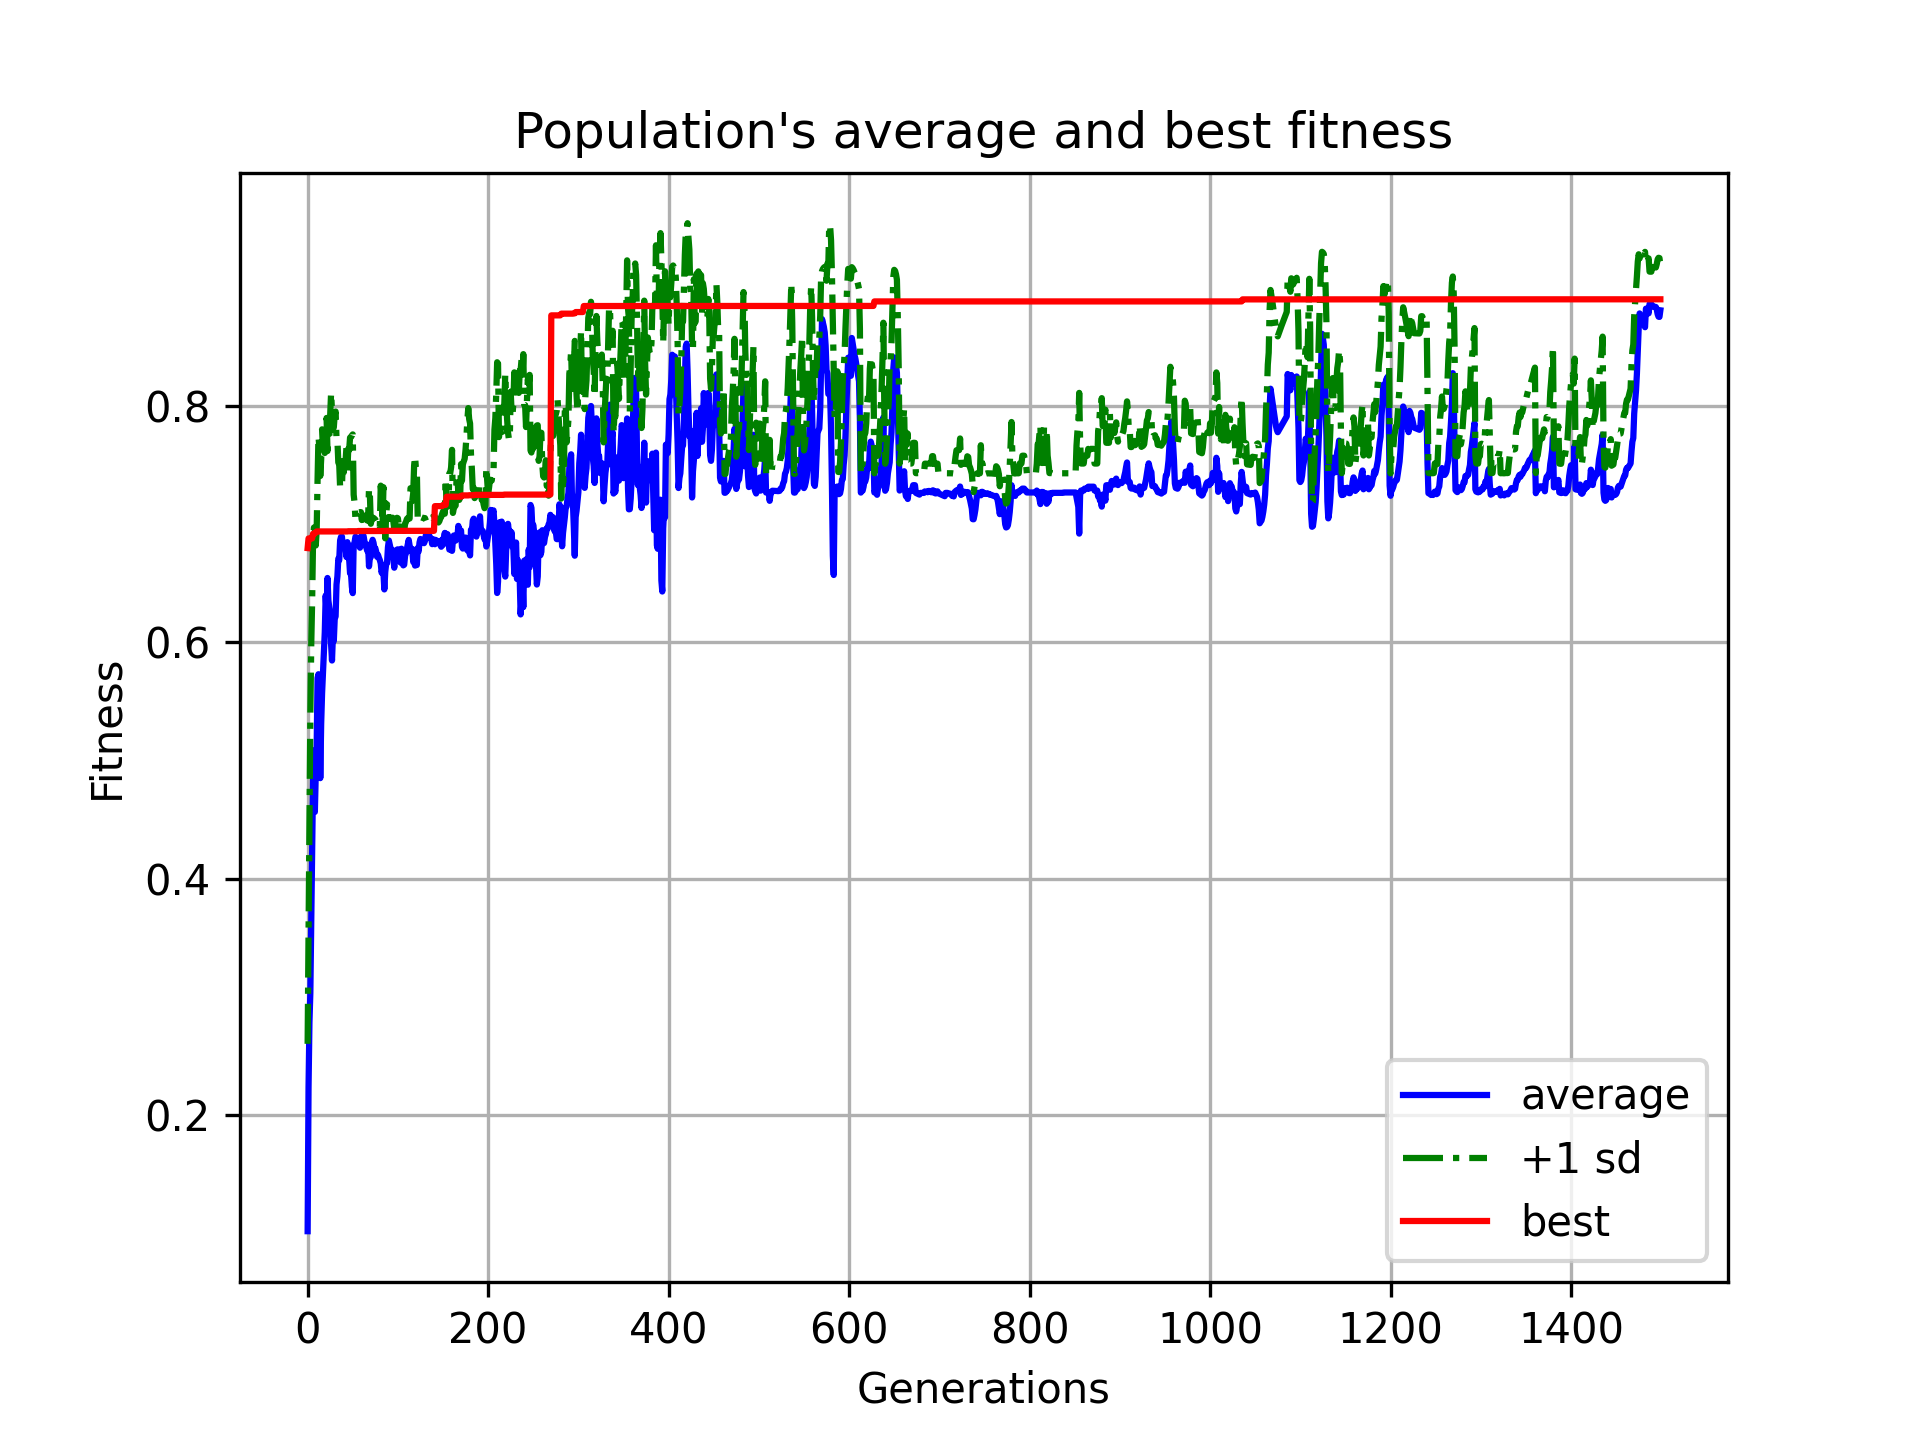 Population's average and best fitness
Fitness
0.8
0.6
0.4
0.2
0 200 400 600 800 1000 1200 1400
Generations
average
+1 sd
best